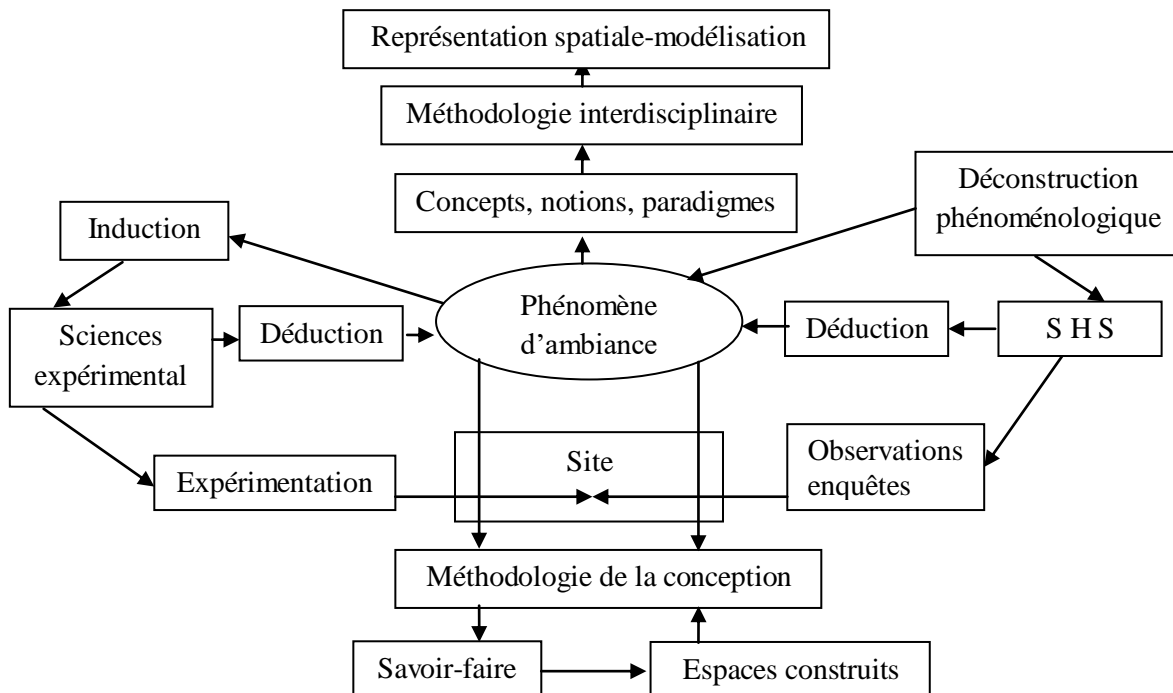 Représentation spatiale-modélisation
Méthodologie interdisciplinaire
Concepts, notions, paradigmes
Déconstruction
phénoménologique
Induction
Phénomène
d’ambiance
Sciences
expérimental
Déduction
Déduction
S H S
Site
Observations
enquêtes
Expérimentation
Méthodologie de la conception
Savoir-faire
Espaces construits